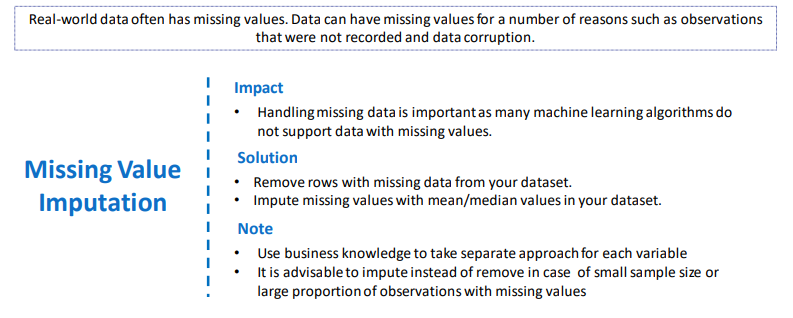 Real-world data often has missing values. Data can have missing values for a number of reasons such as observations
that were not recorded and data corruption.
Missing Value
Imputation
Impact
• Handling missing data is important as many machine learning algorithms do
not support data with missing values.
Solution
• Remove rows with missing data from your dataset.
• Impute missing values with mean/median values in your dataset.
Note
• Use business knowledge to take separate approach for each variable
• It is advisable to impute instead of remove in case of small sample size or
large proportion of observations with missing values